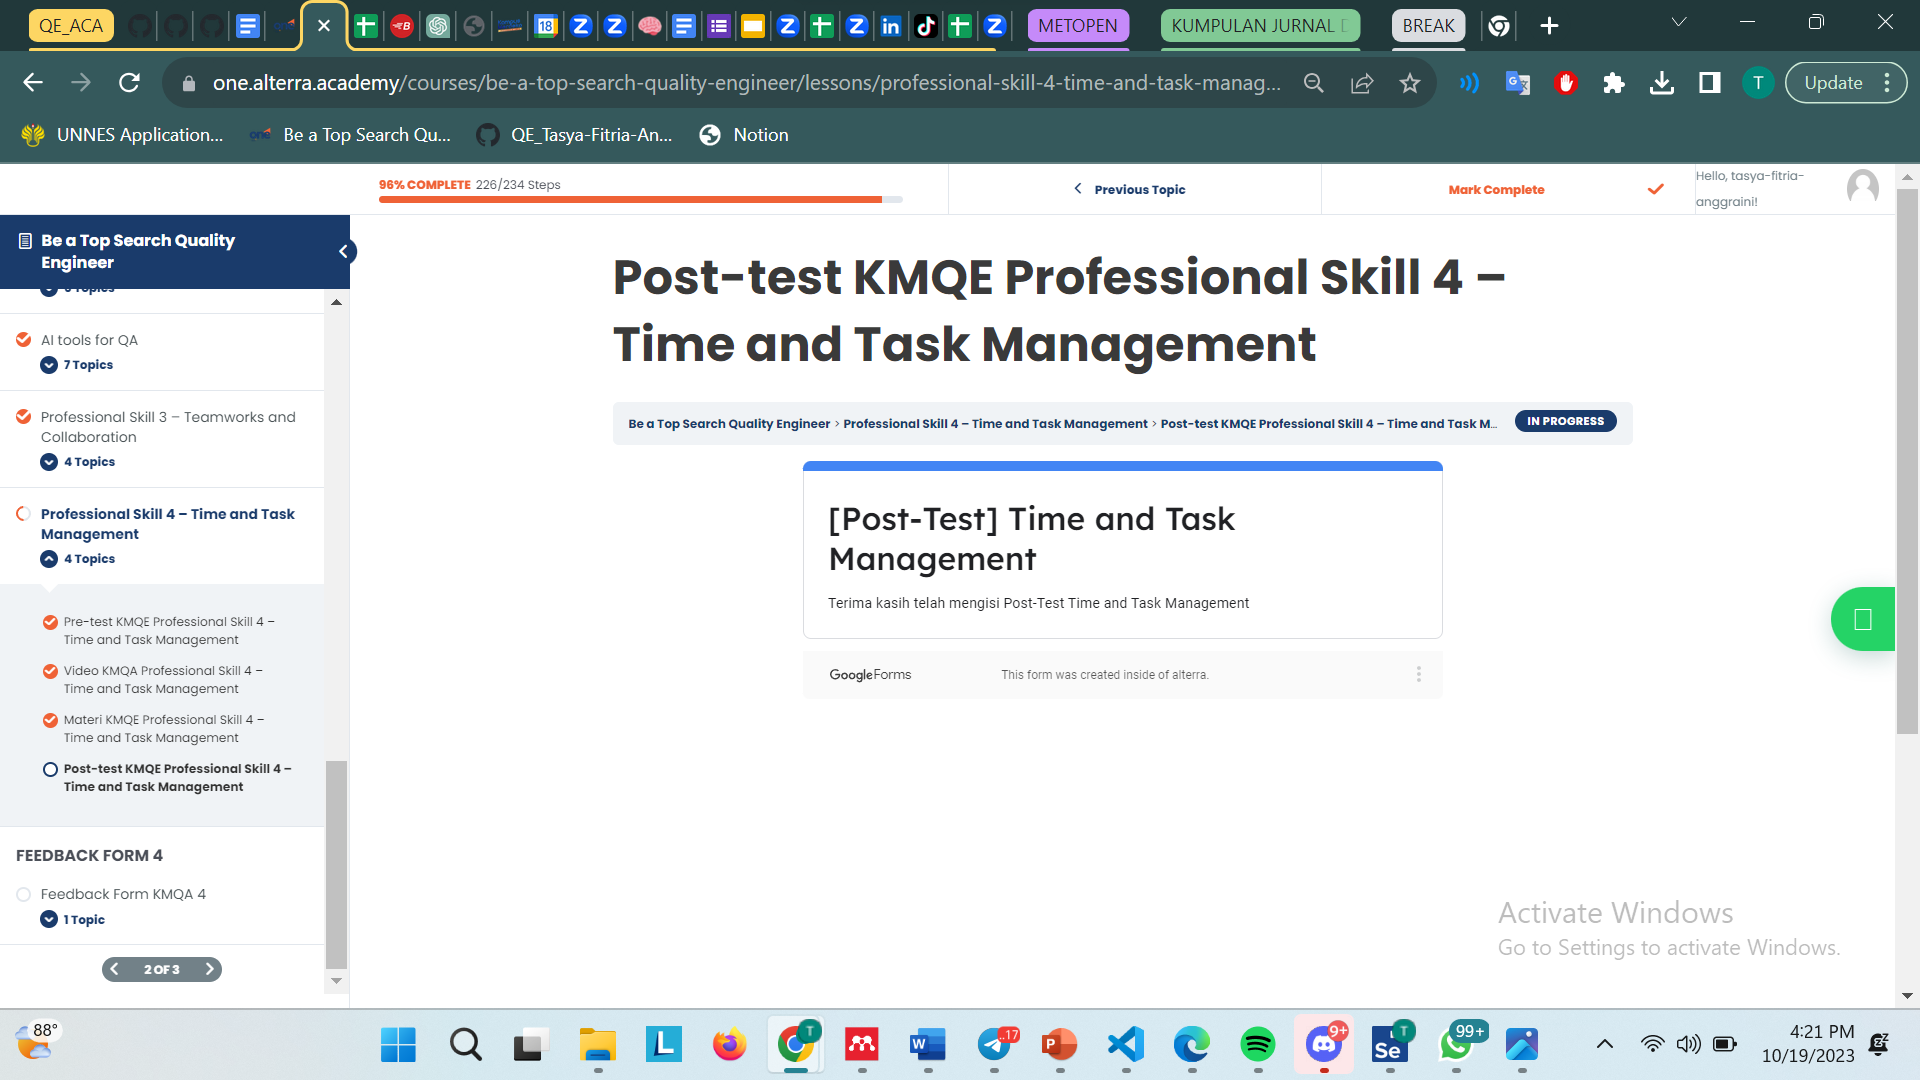 QE_ACA
METOPEN
KUMPULAN JURNAL
BREAK
one.alterra.academy/courses/be-a-top-search-quality-engineer/lessons/professional-skill-4-time-and-task-manag...
T
Update
UNNES Application...
one
Be a Top Search Qu...
QE_Tasya-Fitria-An...
Notion
96% COMPLETE 226/234 Steps
Previous Topic
Mark Complete
Hello, tasya-fitria-
anggraini!
Be a Top Search Quality
Engineer
AI tools for QA
7 Topics
Professional Skill 3 – Teamworks and
Collaboration
4 Topics
Professional Skill 4 – Time and Task
Management
4 Topics
Pre-test KMQE Professional Skill 4 –
Time and Task Management
Video KMQA Professional Skill 4 –
Time and Task Management
Materi KMQE Professional Skill 4 –
Time and Task Management
Post-test KMQE Professional Skill 4 –
Time and Task Management
FEEDBACK FORM 4
Feedback Form KMQA 4
1 Topic
2 OF 3
Post-test KMQE Professional Skill 4 –
Time and Task Management
Be a Top Search Quality Engineer > Professional Skill 4 – Time and Task Management > Post-test KMQE Professional Skill 4 – Time and Task M...
IN PROGRESS
[Post-Test] Time and Task
Management
Terima kasih telah mengisi Post-Test Time and Task Management
Google Forms
This form was created inside of alterra.
Activate Windows
Go to Settings to activate Windows.
88°
T
17
9+
T
99+
4:21 PM
10/19/2023